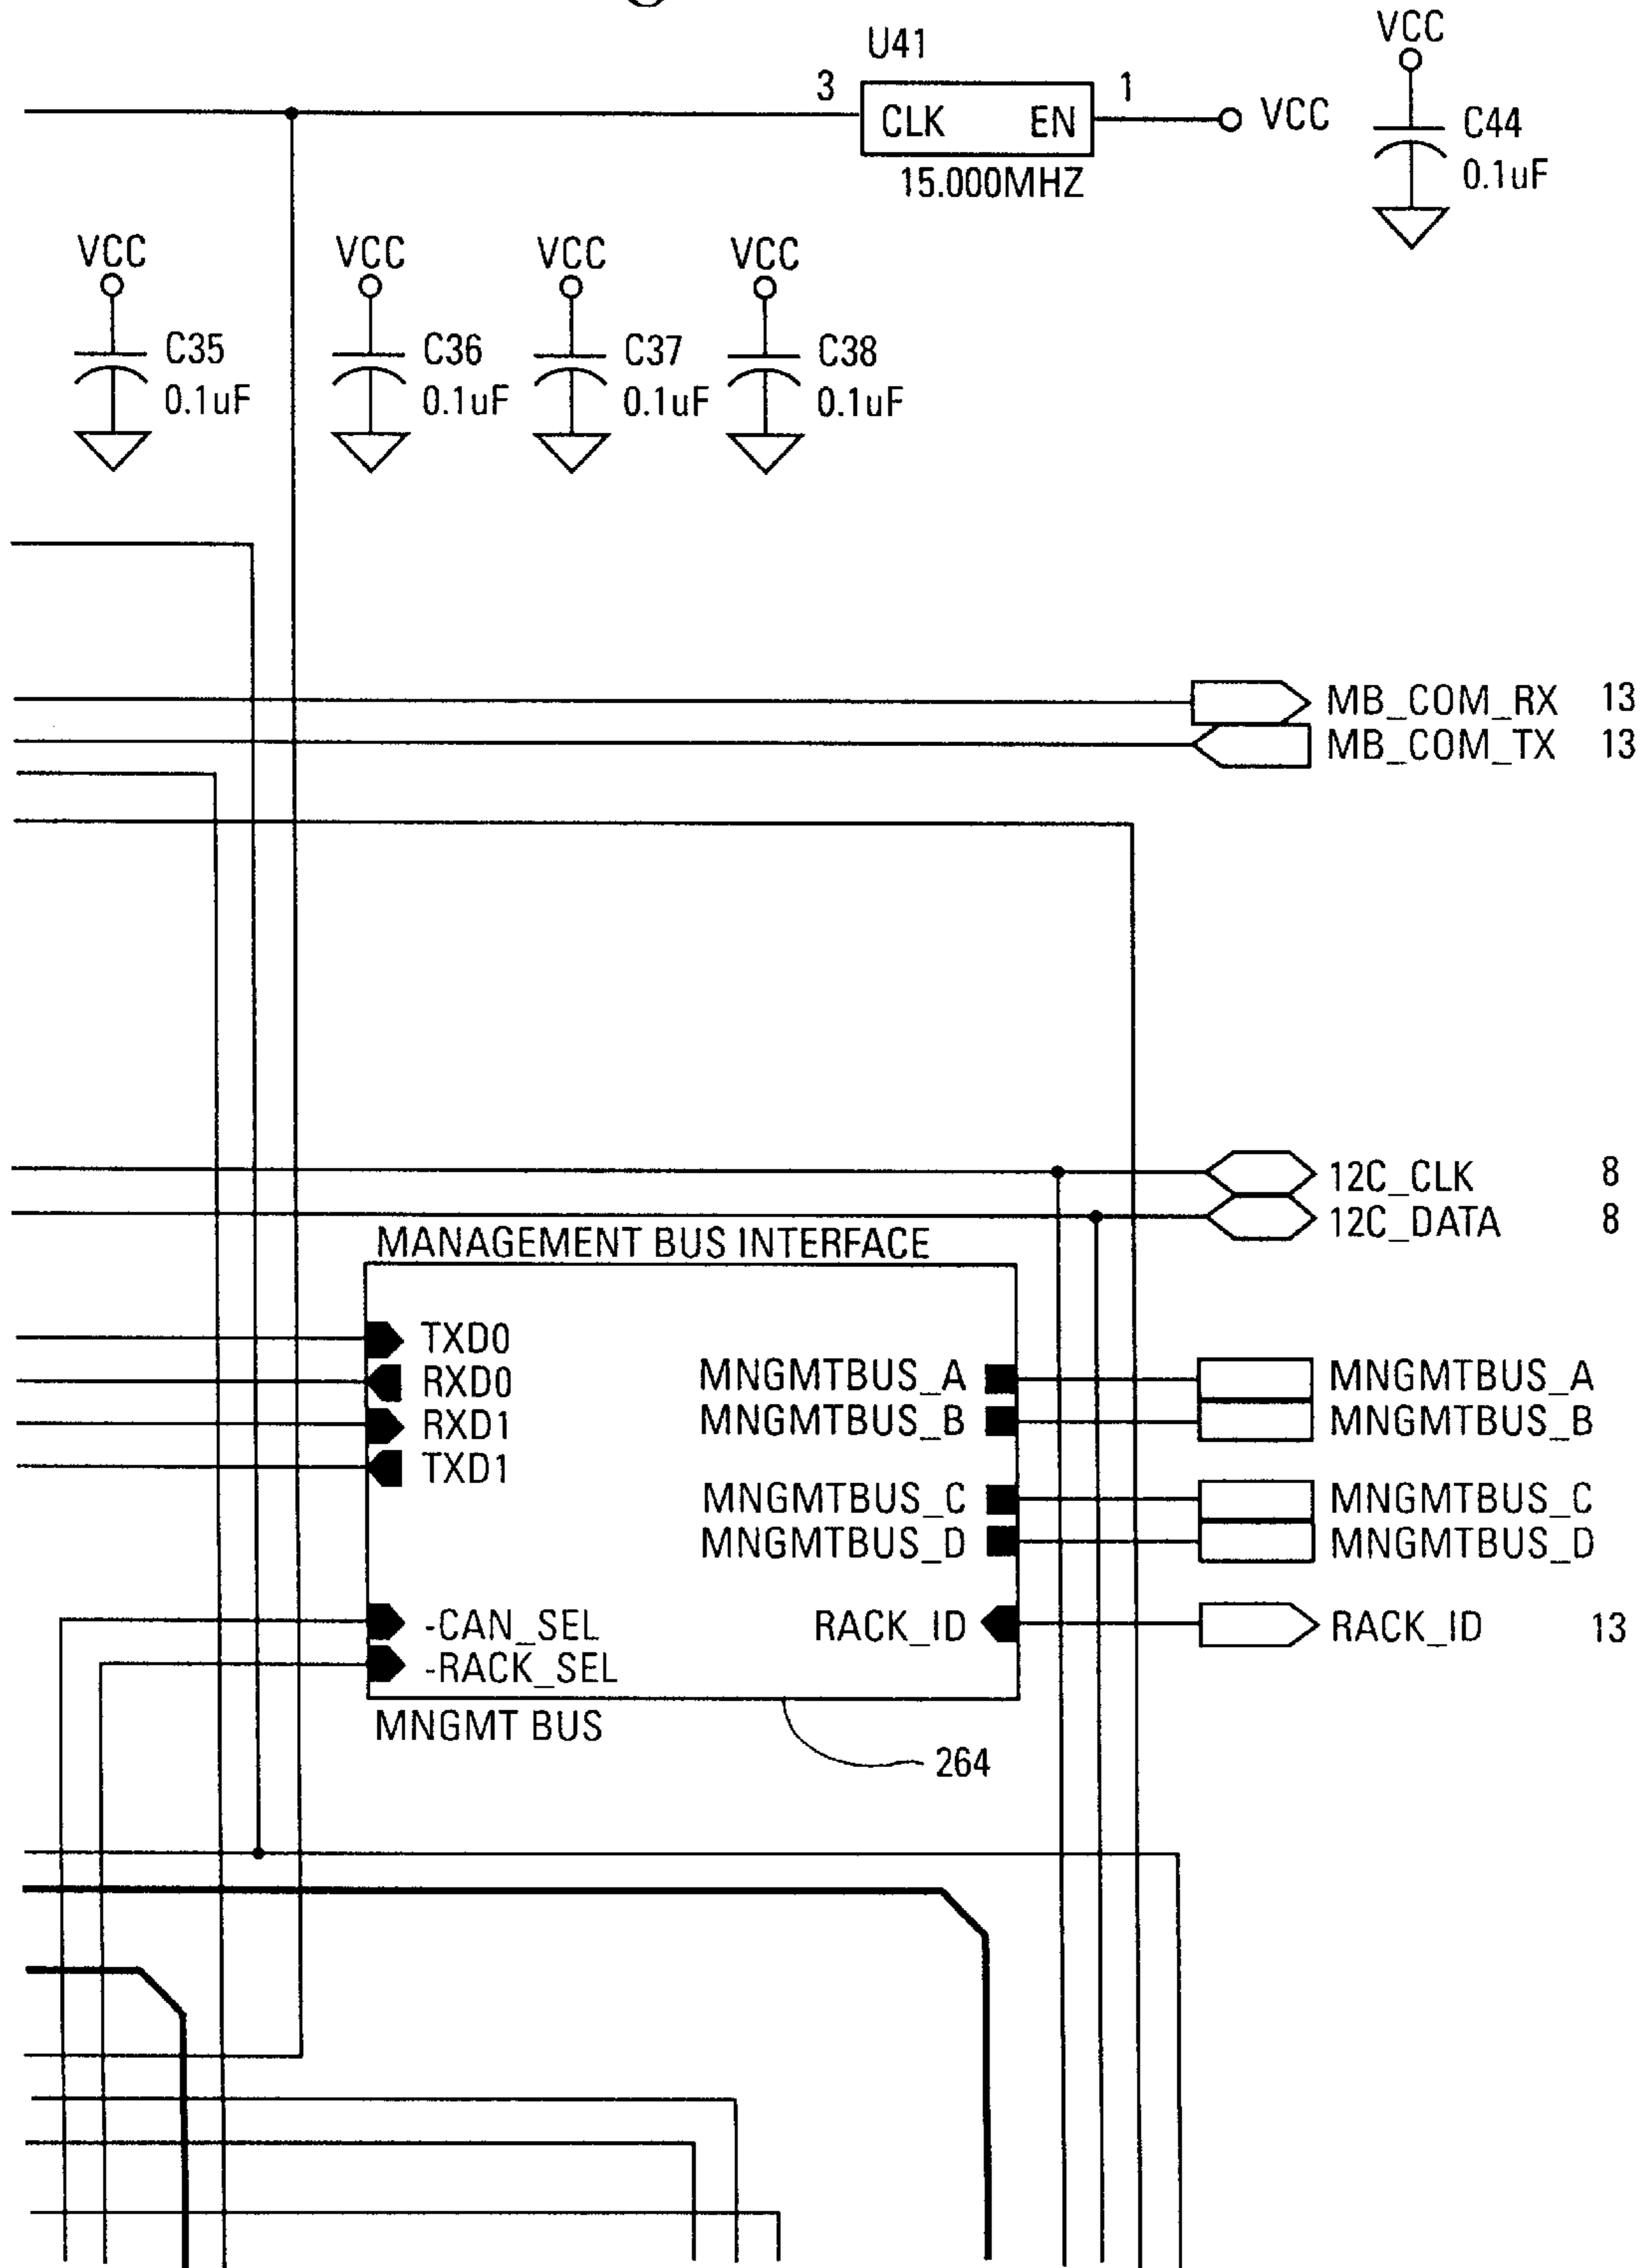 U41
VCC
3
1
CLK EN
VCC
15.000MHZ
C44
0.1uF
VCC
C35
0.1uF
VCC
C36
0.1uF
VCC
C37
0.1uF
VCC
C38
0.1uF
MB_COM_RX 13
MB_COM_TX 13
12C_CLK 8
12C_DATA 8
MANAGEMENT BUS INTERFACE
TXD0
RXD0
RXD1
TXD1
-CAN_SEL
-RACK_SEL
MNGMTBUS_A
MNGMTBUS_B
MNGMTBUS_C
MNGMTBUS_D
RACK_ID
MNGMTBUS_A
MNGMTBUS_B
MNGMTBUS_C
MNGMTBUS_D
RACK_ID 13
MNGMT BUS
264